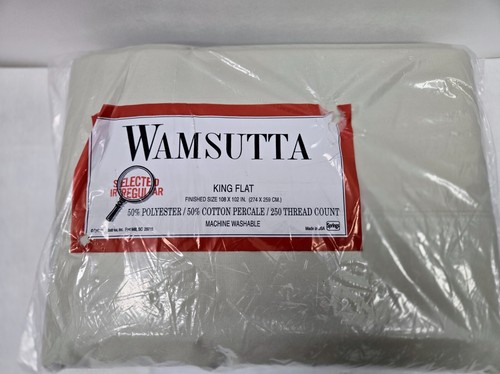 WAMSUTTA
SELECTED
IRREGULAR
KING FLAT
FINISHED SIZE 108 X 102 IN. (274 X 259 CM.)
50% POLYESTER / 50% COTTON PERCALE / 250 THREAD COUNT
MACHINE WASHABLE
Made in USA Springs